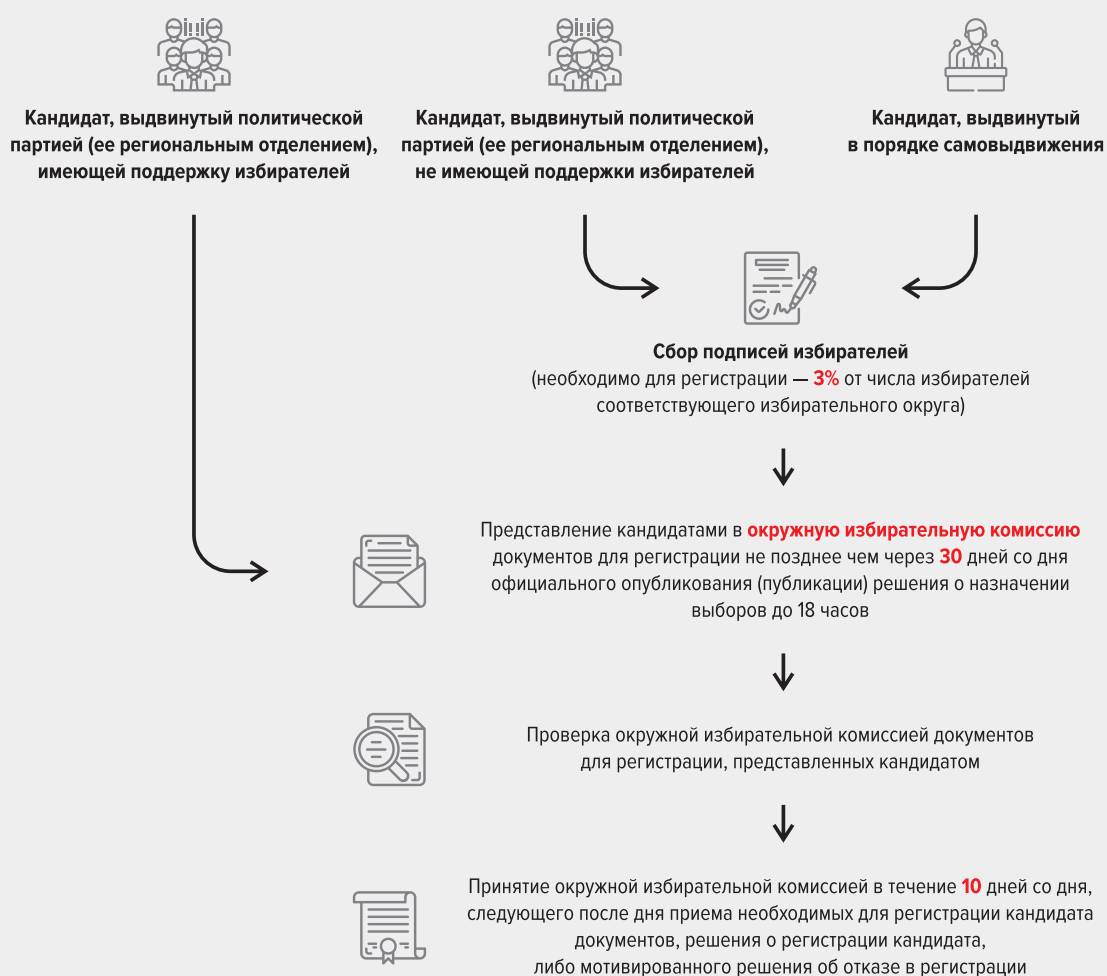 Кандидат, выдвинутый политической
партией (ее региональным отделением),
имеющей поддержку избирателей
Кандидат, выдвинутый политической
партией (ее региональным отделением),
не имеющей поддержки избирателей
Кандидат, выдвинутый
в порядке самовыдвижения
Сбор подписей избирателей
(необходимо для регистрации — 3% от числа избирателей
соответствующего избирательного округа)
Представление кандидатами в окружную избирательную комиссию
документов для регистрации не позднее чем через 30 дней со дня
официального опубликования (публикации) решения о назначении
выборов до 18 часов
Проверка окружной избирательной комиссией документов
для регистрации, представленных кандидатом
Принятие окружной избирательной комиссией в течение 10 дней со дня,
следующего после дня приема необходимых для регистрации кандидата
документов, решения о регистрации кандидата,
либо мотивированного решения об отказе в регистрации